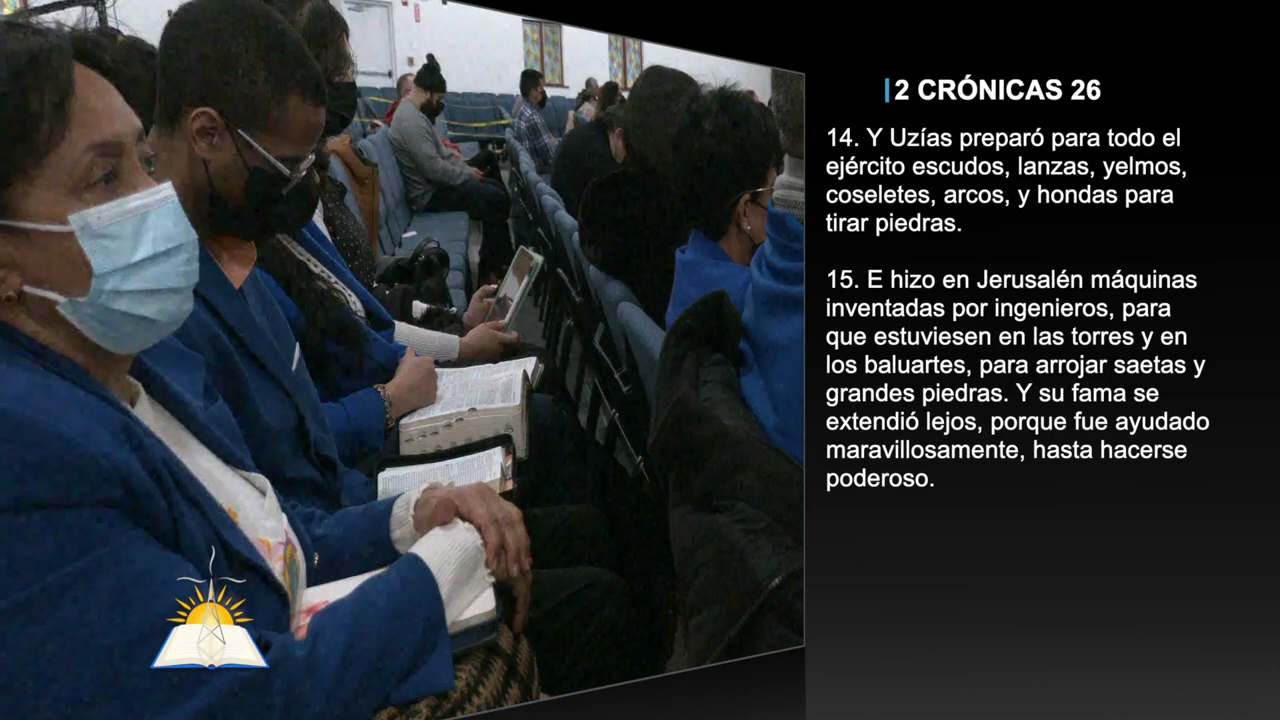 2 CRÓNICAS 26
14. Y Uzías preparó para todo el
ejército escudos, lanzas, yelmos,
coseletes, arcos, y hondas para
tirar piedras.
15. E hizo en Jerusalén máquinas
inventadas por ingenieros, para
que estuviesen en las torres y en
los baluartes, para arrojar saetas y
grandes piedras. Y su fama se
extendió lejos, porque fue ayudado
maravillosamente, hasta hacerse
poderoso.